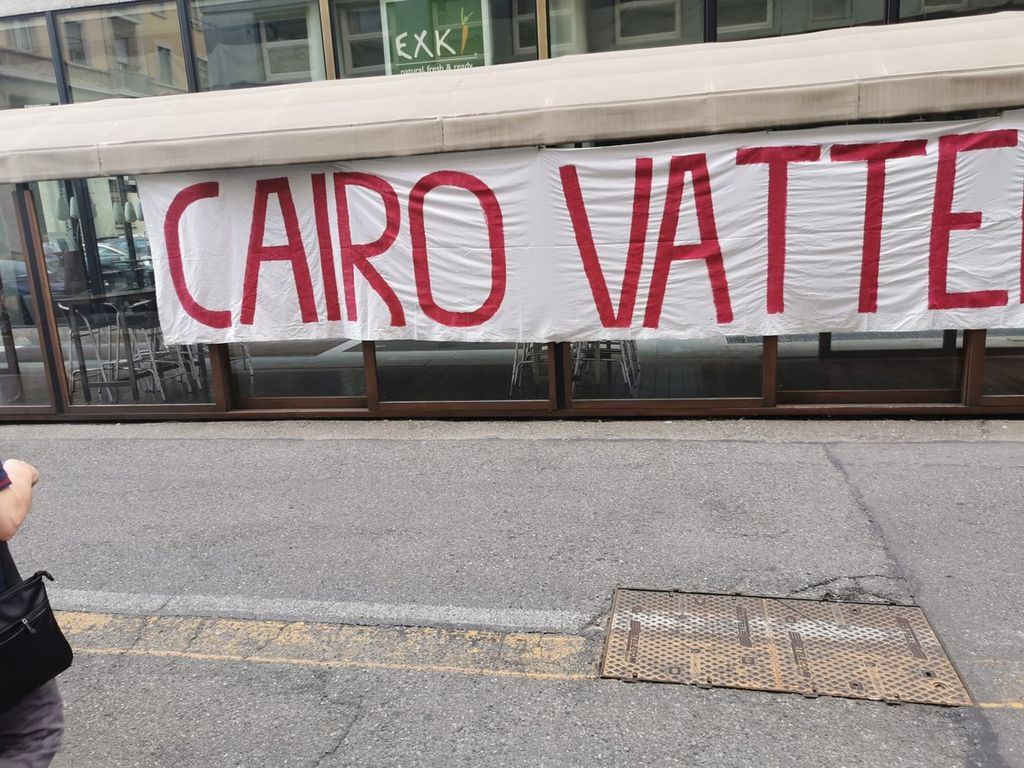 EXKi
natural, fresh & ready
CAIRO VATTE